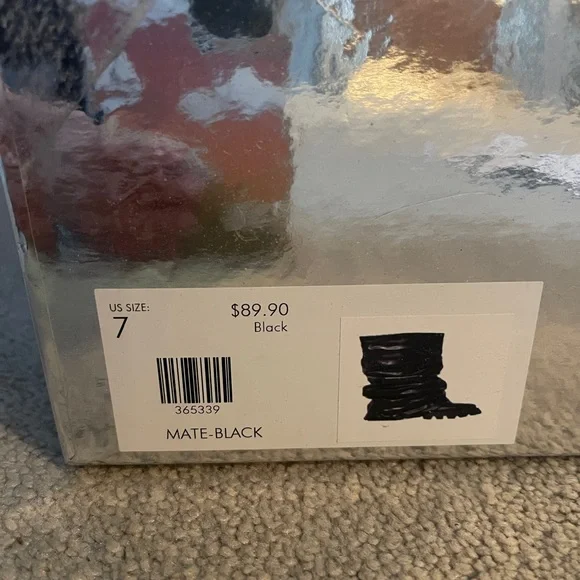 US SIZE:
7
$89.90
Black
365339
MATE-BLACK